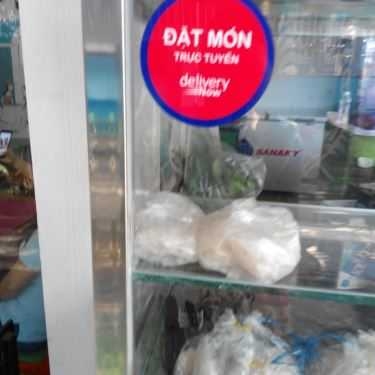 ĐẶT MÓN
TRỰC TUYẾN
delivery
now
SANAKY